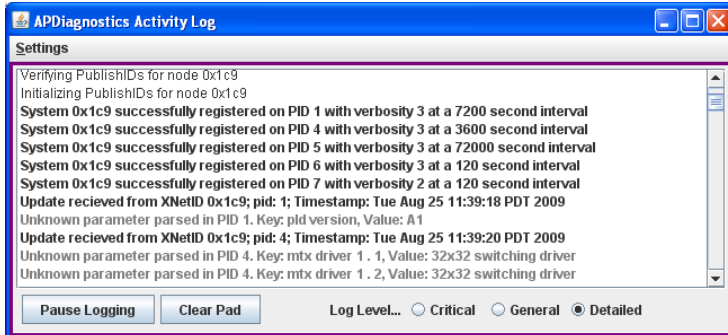 APDiagnostics Activity Log
Settings
Verifying PublishIDs for node 0x1c9
Initializing PublishIDs for node 0x1c9
System 0x1c9 successfully registered on PID 1 with verbosity 3 at a 7200 second interval
System 0x1c9 successfully registered on PID 4 with verbosity 3 at a 3600 second interval
System 0x1c9 successfully registered on PID 5 with verbosity 3 at a 72000 second interval
System 0x1c9 successfully registered on PID 6 with verbosity 3 at a 120 second interval
System 0x1c9 successfully registered on PID 7 with verbosity 2 at a 120 second interval
Update recieved from XNetID 0x1c9; pid: 1; Timestamp: Tue Aug 25 11:39:18 PDT 2009
Unknown parameter parsed in PID 1. Key: pld version, Value: A1
Update recieved from XNetID 0x1c9; pid: 4; Timestamp: Tue Aug 25 11:39:20 PDT 2009
Unknown parameter parsed in PID 4. Key: mtx driver 1 . 1, Value: 32x32 switching driver
Unknown parameter parsed in PID 4. Key: mtx driver 1 . 2, Value: 32x32 switching driver
Pause Logging Clear Pad Log Level... Critical General Detailed